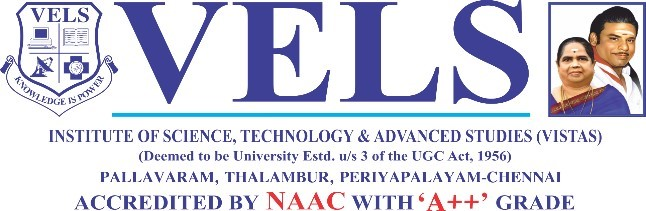 VELS
KNOWLEDGE IS POWER
VELS
INSTITUTE OF SCIENCE, TECHNOLOGY & ADVANCED STUDIES (VISTAS)
(Deemed to be University Estd. u/s 3 of the UGC Act, 1956)
PALLAVARAM, THALAMBUR, PERIYAPALAYAM-CHENNAI
ACCREDITED BY NAAC WITH ‘A++’ GRADE